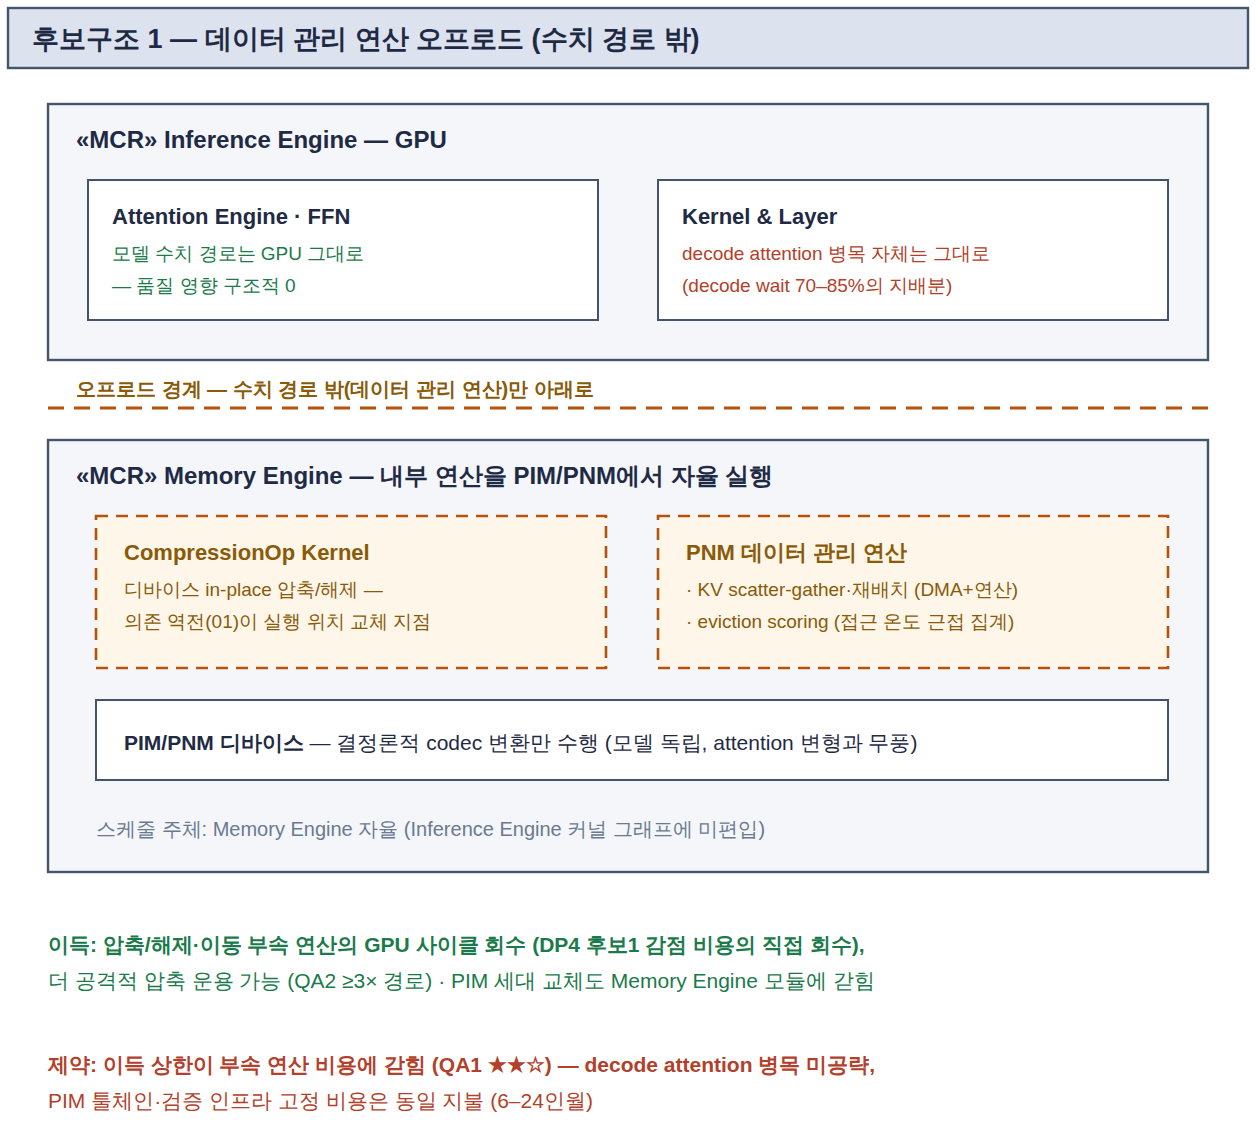 후보구조 1 — 데이터 관리 연산 오프로드 (수치 경로 밖)
«MCR» Inference Engine — GPU
Attention Engine · FFN
모델 수치 경로는 GPU 그대로
— 품질 영향 구조적 0
Kernel & Layer
decode attention 병목 자체는 그대로
(decode wait 70–85%의 지배분)
오프로드 경계 — 수치 경로 밖(데이터 관리 연산)만 아래로
«MCR» Memory Engine — 내부 연산을 PIM/PNM에서 자율 실행
CompressionOp Kernel
디바이스 in-place 압축/해제 —
의존 역전(01)이 실행 위치 교체 지점
PNM 데이터 관리 연산
· KV scatter-gather·재배치 (DMA+연산)
· eviction scoring (접근 온도 근접 집계)
PIM/PNM 디바이스 — 결정론적 codec 변환만 수행 (모델 독립, attention 변형과 무풍)
스케줄 주체: Memory Engine 자율 (Inference Engine 커널 그래프에 미편입)
이득: 압축/해제·이동 부속 연산의 GPU 사이클 회수 (DP4 후보1 감점 비용의 직접 회수),
더 공격적 압축 운용 가능 (QA2 ≥3× 경로) · PIM 세대 교체도 Memory Engine 모듈에 갇힘
제약: 이득 상한이 부속 연산 비용에 갇힘 (QA1 ★★☆) — decode attention 병목 미공략,
PIM 툴체인·검증 인프라 고정 비용은 동일 지불 (6–24인월)